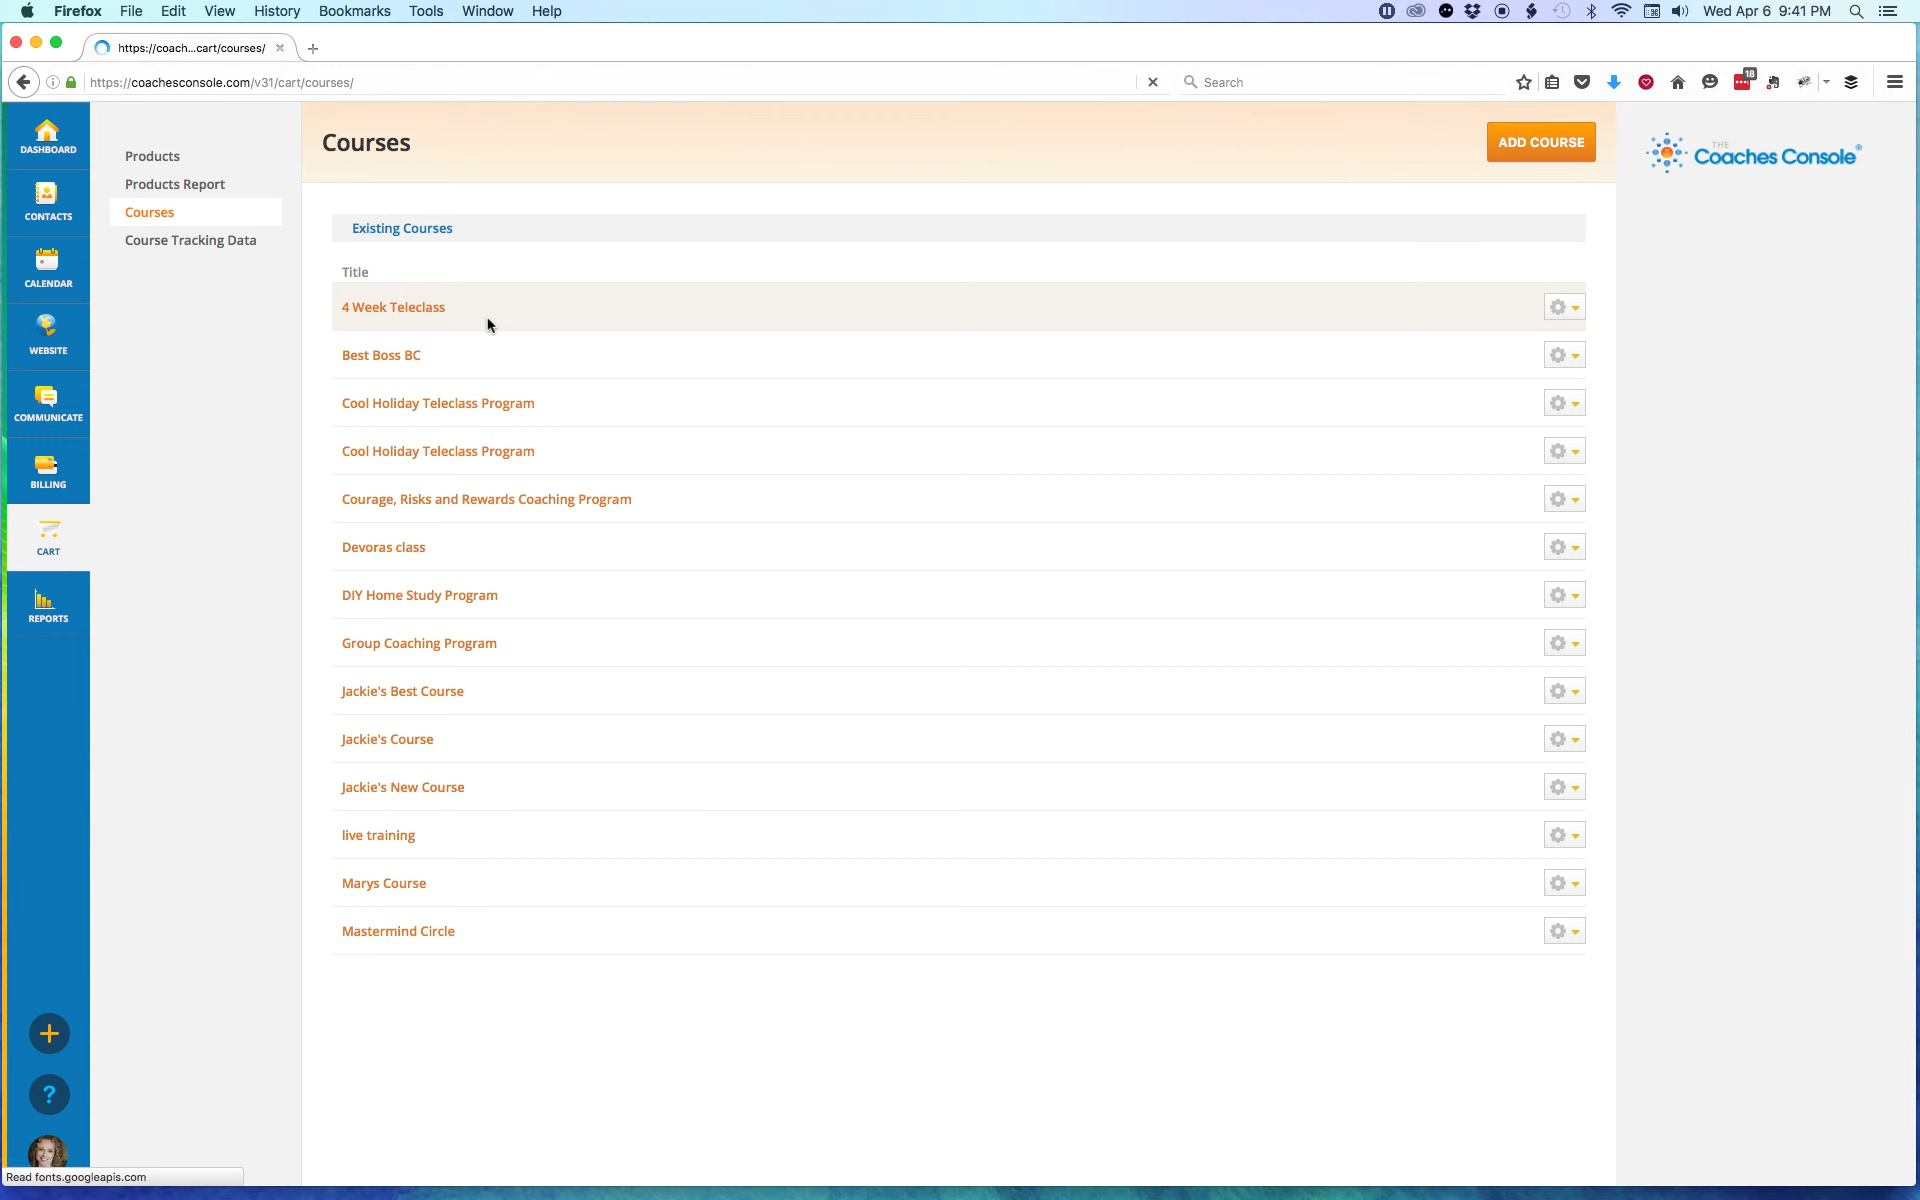 Firefox File Edit View History Bookmarks Tools Window Help Wed Apr 6 9:41 PM
https://coach...cart/courses/
https://coachesconsole.com/v31/cart/courses/ Search 18
DASHBOARD
CONTACTS
CALENDAR
WEBSITE
COMMUNICATE
BILLING
CART
REPORTS
?
Products
Products Report
Courses
Course Tracking Data
Courses
ADD COURSE
THE
Coaches Console®
Existing Courses
Title
4 Week Teleclass
Best Boss BC
Cool Holiday Teleclass Program
Cool Holiday Teleclass Program
Courage, Risks and Rewards Coaching Program
Devoras class
DIY Home Study Program
Group Coaching Program
Jackie's Best Course
Jackie's Course
Jackie's New Course
live training
Marys Course
Mastermind Circle
Read fonts.googleapis.com